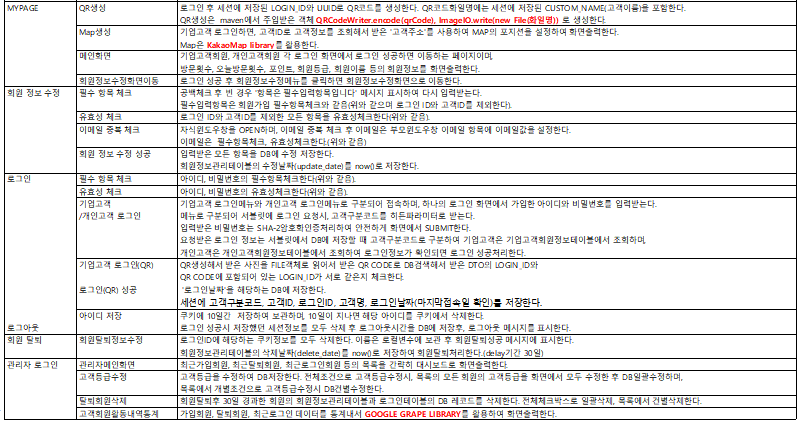 MYPAGE
QR생성
로그인 후 세션에 저장된 LOGIN_ID와 UUID로 QR코드를 생성한다. QR코드화일명에는 세션에 저장된 CUSTOM_NAME(고객이름)을 포함한다.
QR생성은 maven에서 주입받은 객체 QRCodeWriter.encode(qrCode), ImageIO.write(new File(화일명)) 로 생성한다.
Map생성
기업고객 로그인하면, 고객ID로 고객정보를 조회해서 받은 '고객주소'를 사용하여 MAP의 포지션을 설정하여 화면출력한다.
Map은 KakaoMap library를 활용한다.
메인화면
기업고객회원, 개인고객회원 각 로그인 화면에서 로그인 성공하면 이동하는 페이지이며,
방문횟수, 오늘방문횟수, 포인트, 회원등급, 회원이름 등의 회원정보를 화면출력한다.
회원정보수정화면이동
로그인 성공 후 회원정보수정메뉴를 클릭하면 회원정보수정화면으로 이동한다.
회원 정보 수정
필수 항목 체크
공백체크 후 빈 경우 '항목은 필수입력항목입니다' 메시지 표시하여 다시 입력받는다.
필수입력항목은 회원가입 필수항목체크와 같음(위와 같으며 로그인 ID와 고객ID를 제외한다).
유효성 체크
로그인 ID와 고객ID를 제외한 모든 항목을 유효성체크한다(위와 같음).
이메일 중복 체크
자식윈도우창을 OPEN하며, 이메일 중복 체크 후 이메일은 부모윈도우창 이메일 항목에 이메일값을 설정한다.
이메일은 필수항목체크, 유효성체크한다.(위와 같음)
회원 정보 수정 성공
입력받은 모든 항목을 DB에 수정 저장한다.
회원정보관리테이블의 수정날짜(update_date)를 now()로 저장한다.
로그인
필수 항목 체크
아이디, 비밀번호의 필수항목체크한다(위와 같음).
유효성 체크
아이디, 비밀번호의 유효성체크한다(위와 같음).
기업고객
/개인고객 로그인
기업고객 로그인메뉴와 개인고객 로그인메뉴로 구분되어 접속하며, 하나의 로그인 화면에서 가입한 아이디와 비밀번호를 입력받는다.
메뉴로 구분되어 서블릿에 로그인 요청시, 고객구분코드를 히든파라미터로 받는다.
입력받은 비밀번호는 SHA-2암호화인증처리하여 안전하게 화면에서 SUBMIT한다.
요청받은 로그인 정보는 서블릿에서 DB에 저장할 때 고객구분코드로 구분하여 기업고객은 기업고객회원정보테이블에서 조회하며,
개인고객은 개인고객회원정보테이블에서 조회하여 로그인정보가 확인되면 로그인 성공처리한다.
기업고객 로그인(QR)
QR생성해서 받은 사진을 FILE객체로 읽어서 받은 QR CODE로 DB검색해서 받은 DTO의 LOGIN_ID와
QR CODE에 포함되어 있는 LOGIN_ID가 서로 같은지 체크한다.
로그인(QR) 성공
'로그인날짜'을 해당하는 DB에 저장한다.
세션에 고객구분코드, 고객ID, 로그인ID, 고객명, 로그인날짜(마지막접속일 확인)를 저장한다.
아이디 저장
쿠키에 10일간 저장하여 보관하며, 10일이 지나면 해당 아이디를 쿠키에서 삭제한다.
로그아웃
로그인 성공시 저장했던 세션정보를 모두 삭제 후 로그아웃시간을 DB에 저장후, 로그아웃 메시지를 표시한다.
회원 탈퇴
회원탈퇴정보수정
로그인ID에 해당하는 쿠키정보를 모두 삭제한다. 이름은 로컬변수에 보관 후 회원탈퇴성공 메시지에 표시한다.
회원정보관리테이블의 삭제날짜(delete_date)를 now()로 저장하여 회원탈퇴처리한다.(delay기간 30일)
관리자 로그인
관리자메인화면
최근가입회원, 최근탈퇴회원, 최근로그인회원 등의 목록을 간략히 대시보드로 화면출력한다.
고객등급수정
고객등급을 수정하여 DB저장한다. 전체조건으로 고객등급수정시, 목록의 모든 회원의 고객등급을 화면에서 모두 수정한 후 DB일괄수정하며,
목록에서 개별조건으로 고객등급수정시 DB건별수정한다.
탈퇴회원삭제
회원탈퇴후 30일 경과한 회원의 회원정보관리테이블과 로그인테이블의 DB 레코드를 삭제한다. 전체체크박스로 일괄삭제, 목록에서 건별삭제한다.
고객회원활동내역통계
가입회원, 탈퇴회원, 최근로그인 데이터를 통계내서 GOOGLE GRAPE LIBRARY를 활용하여 화면출력한다.